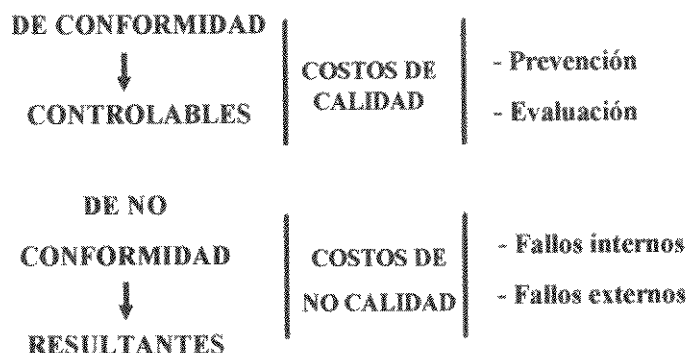 DE CONFORMIDAD
CONTROLABLES
COSTOS DE
CALIDAD
- Prevención
- Evaluación
DE NO
CONFORMIDAD
RESULTANTES
COSTOS DE
NO CALIDAD
- Fallos internos
- Fallos externos